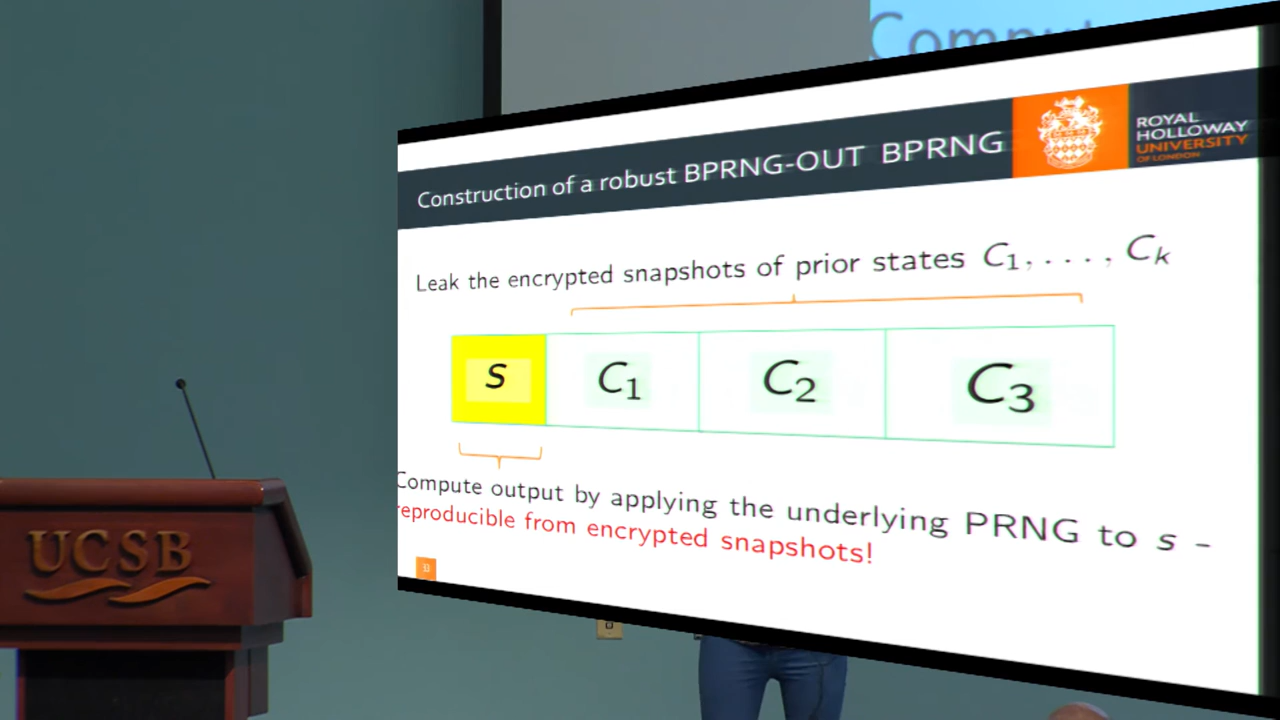 Construction of a robust BPRNG-OUT BPRNG
ROYAL
HOLLOWAY
UNIVERSITY
OF LONDON
Leak the encrypted snapshots of prior states C₁, . . . , Cₖ
s C₁ C₂ C₃
Compute output by applying the underlying PRNG to s -
reproducible from encrypted snapshots!
33
UCSB